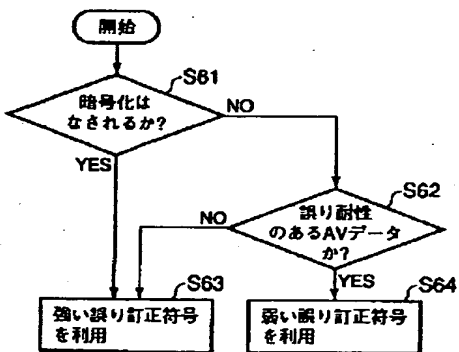 開始
S61
暗号化は
なされるか?
NO
YES
S62
誤り耐性
のあるAVデータ
か?
NO
YES
S63
強い誤り訂正符号
を利用
S64
弱い誤り訂正符号
を利用